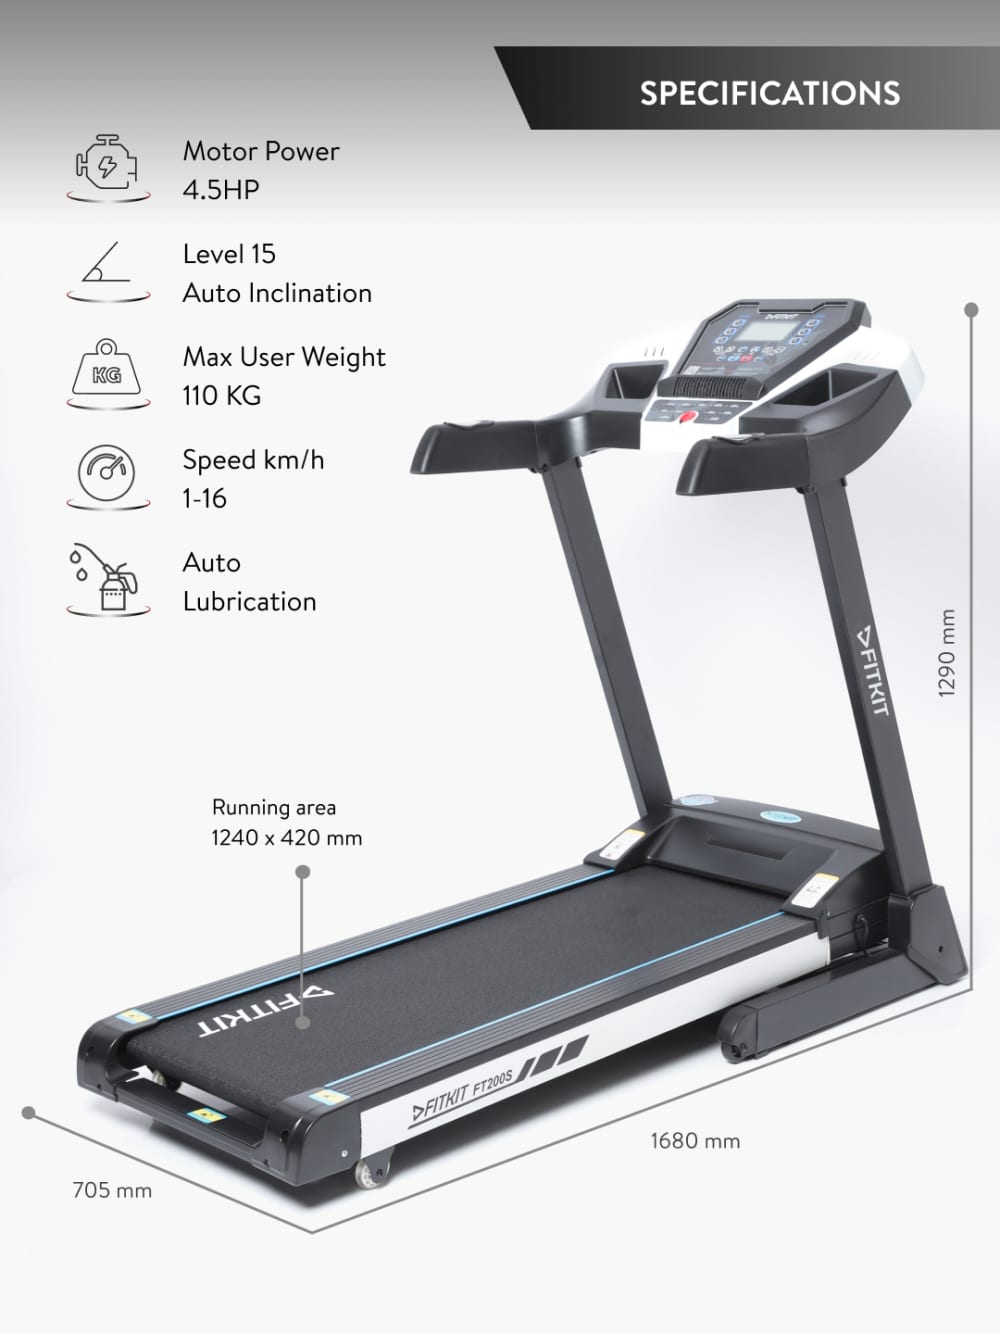 SPECIFICATIONS
Motor Power
4.5HP
Level 15
Auto Inclination
KG
Max User Weight
110 KG
Speed km/h
1-16
Auto
Lubrication
FITKIT
1290 mm
FITKIT
Running area
1240 x 420 mm
FITKIT
FITKIT FT200S
1680 mm
705 mm